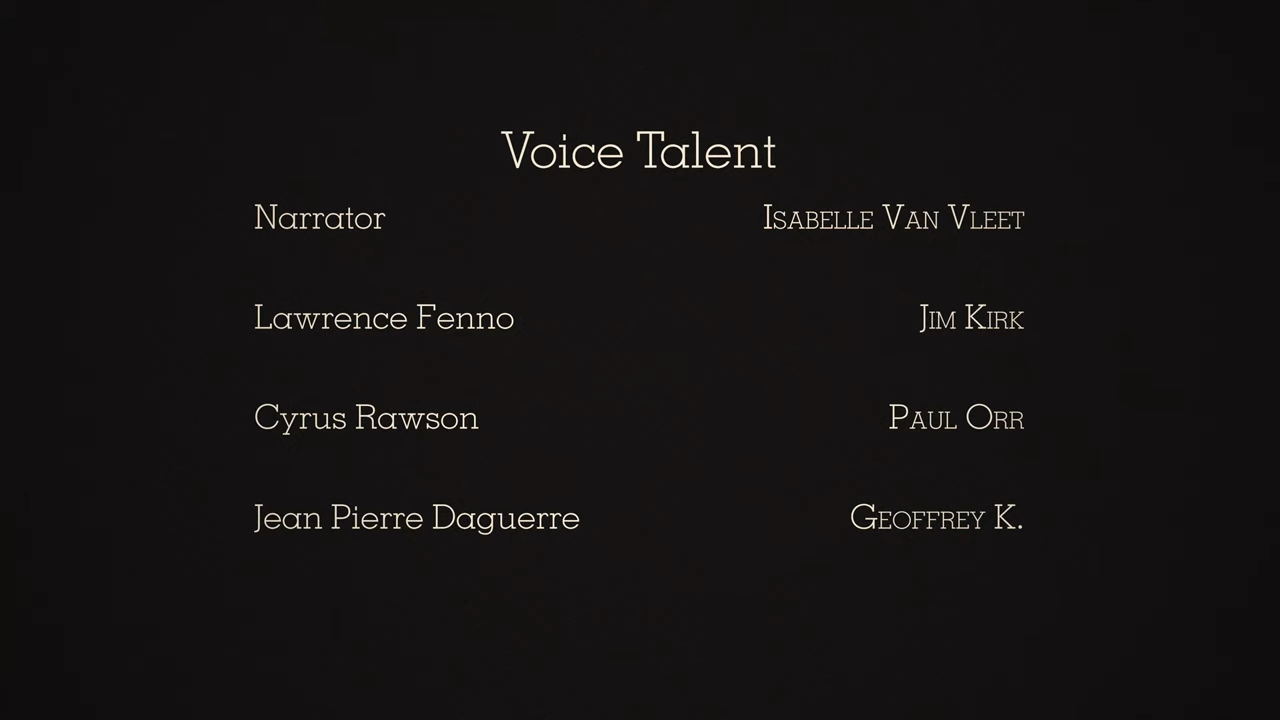 Voice Talent
Narrator Isabelle Van Vleet
Lawrence Fenno Jim Kirk
Cyrus Rawson Paul Orr
Jean Pierre Daguerre Geoffrey K.